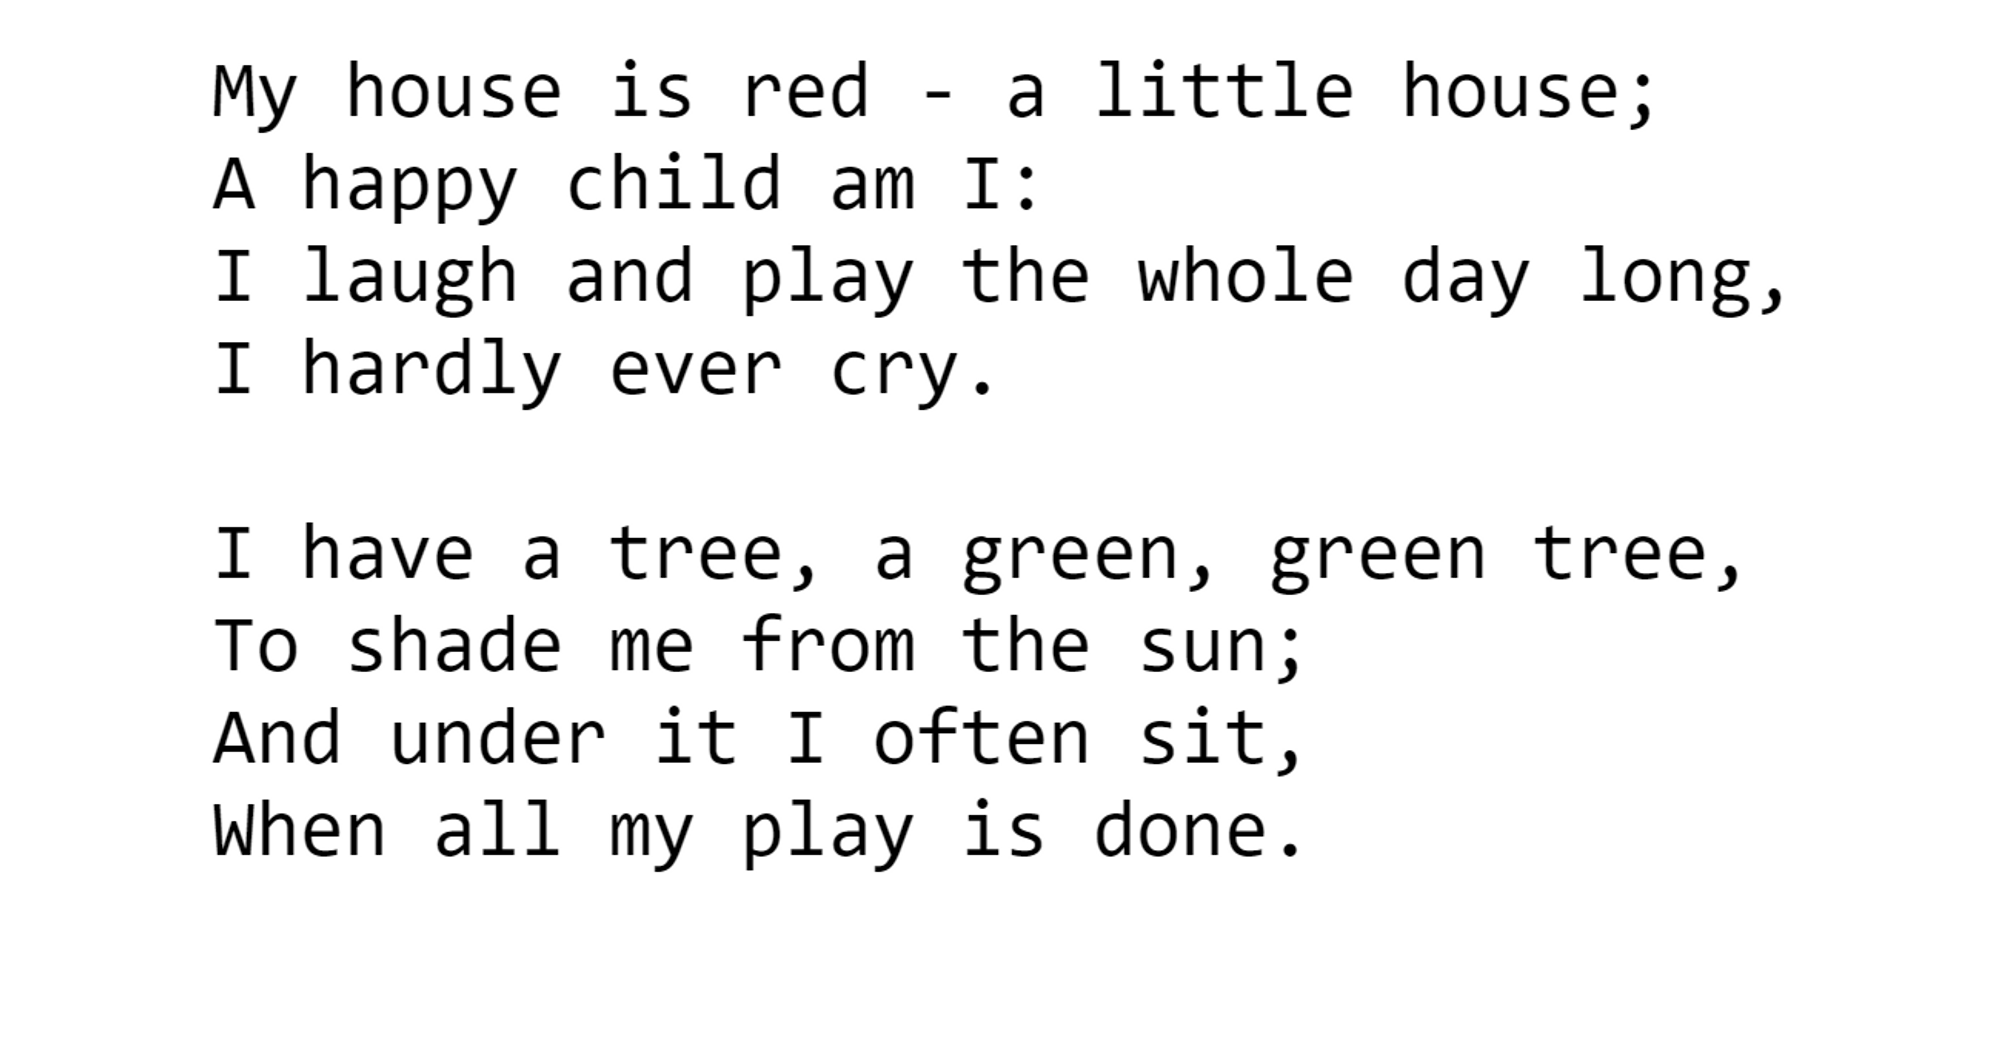 My house is red - a little house;
A happy child am I:
I laugh and play the whole day long,
I hardly ever cry.

I have a tree, a green, green tree,
To shade me from the sun;
And under it I often sit,
When all my play is done.